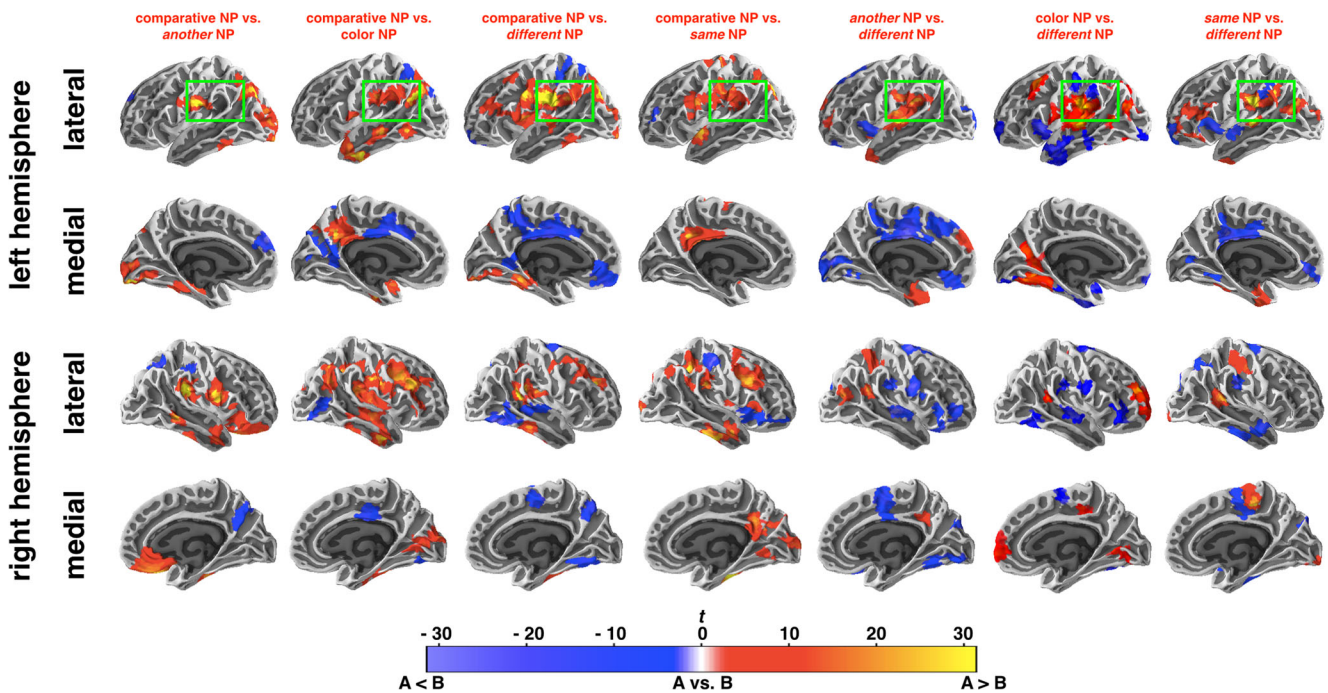 comparative NP vs. another NP
comparative NP vs. color NP
comparative NP vs. different NP
comparative NP vs. same NP
another NP vs. different NP
color NP vs. different NP
same NP vs. different NP
left hemisphere
lateral
medial
right hemisphere
lateral
medial
t
- 30 - 20 - 10 0 10 20 30
A < B A vs. B A > B